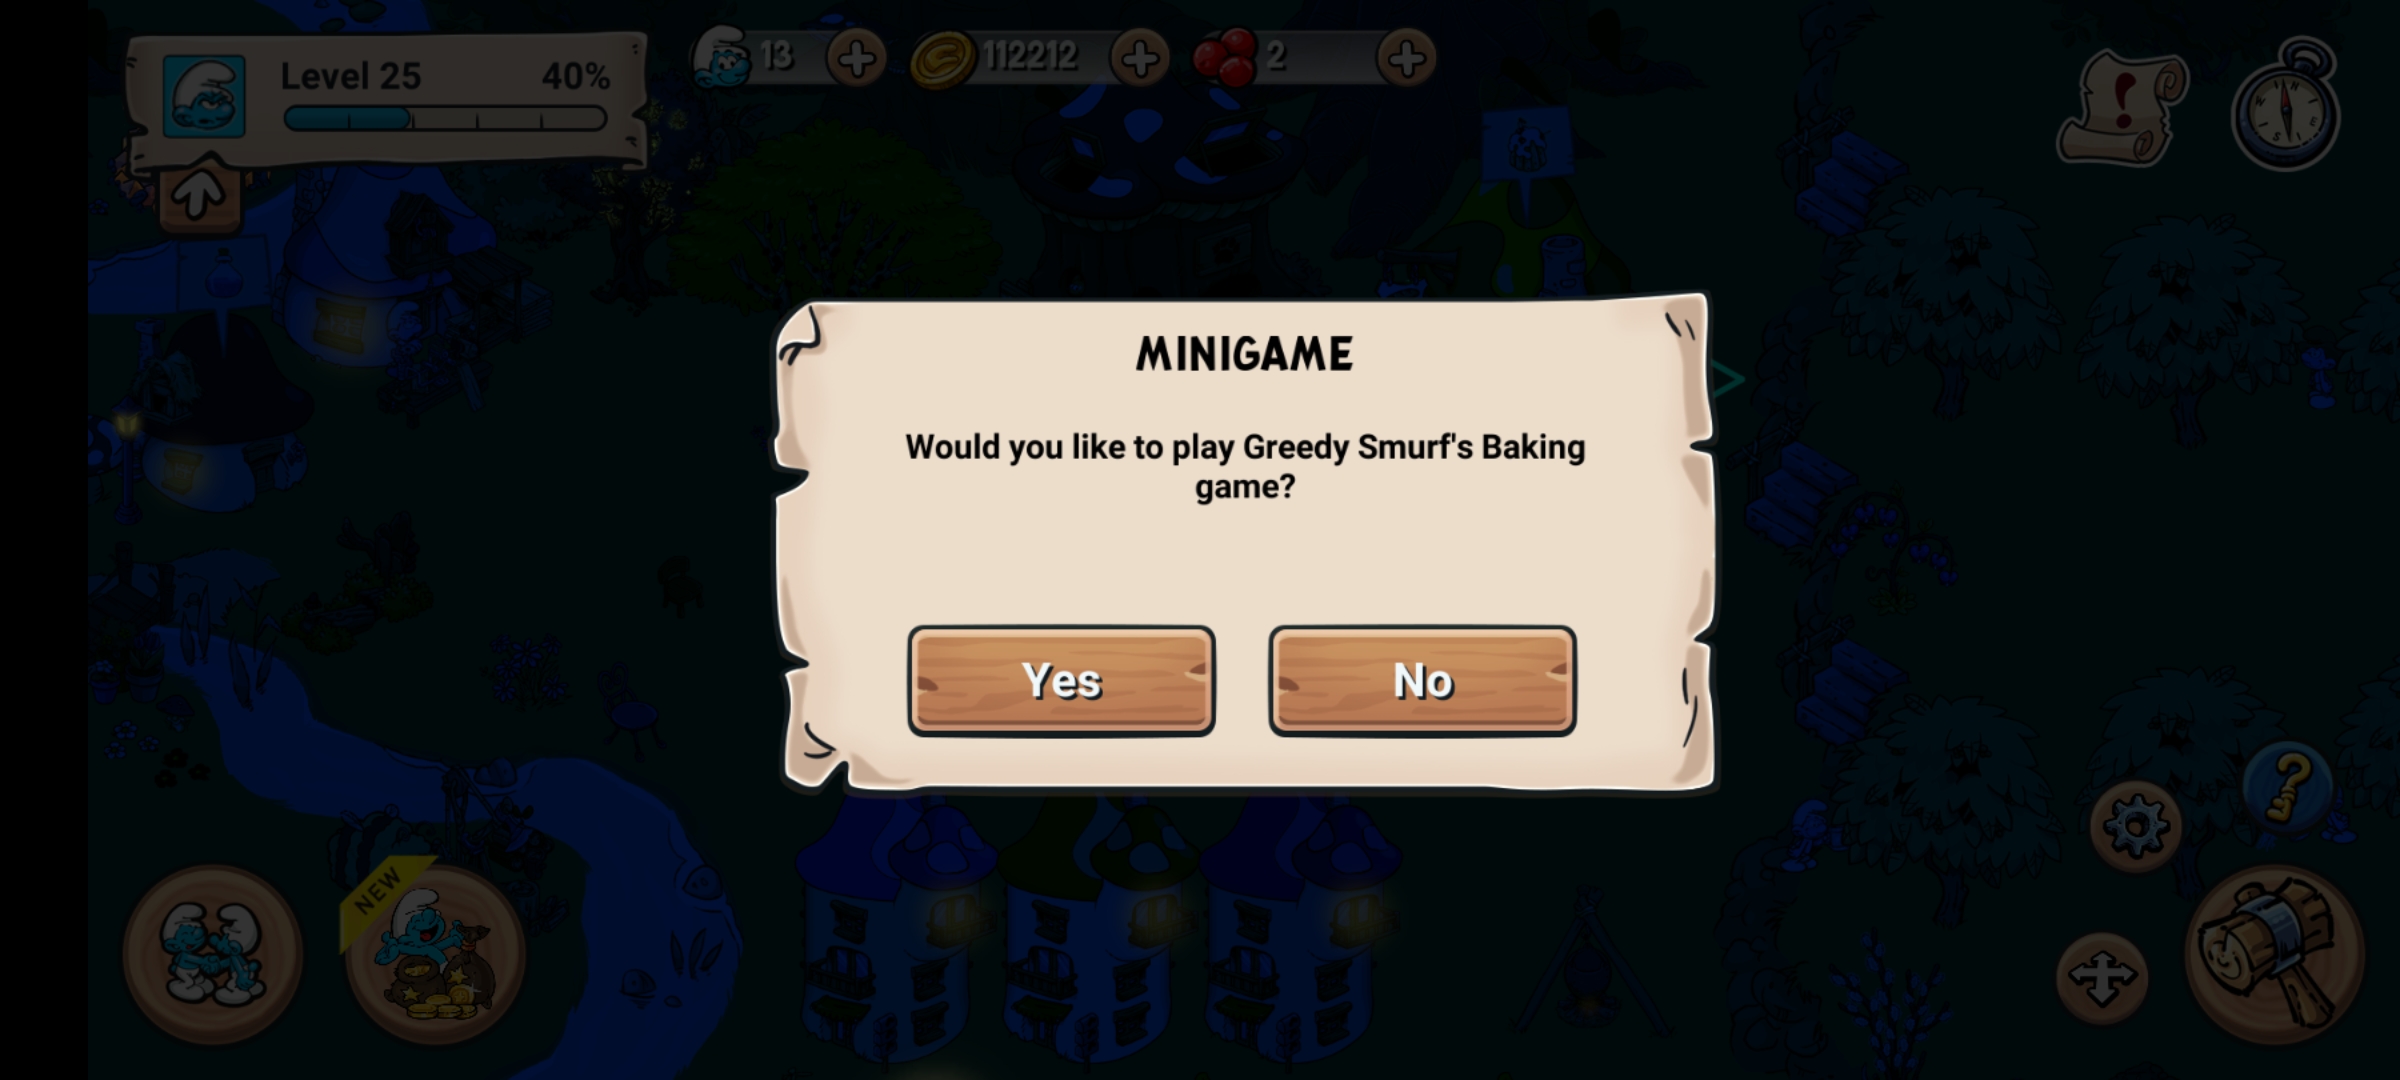 Level 25 40%
13
112212
2
MINIGAME
Would you like to play Greedy Smurf's Baking
game?
Yes
No
NEW